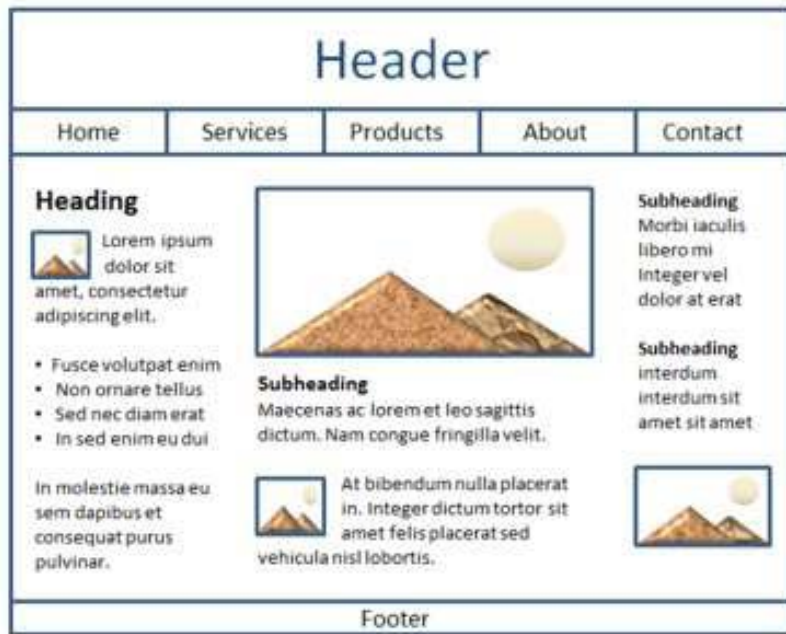 Header
Home Services Products About Contact
Heading
Lorem ipsum
dolor sit
amet, consectetur
adipiscing elit.
• Fusce volutpat enim
• Non ornare tellus
• Sed nec diam erat
• In sed enim eu dui
In molestie massa eu
sem dapibus et
consequat purus
pulvinar.
Subheading
Maecenas ac lorem et leo sagittis
dictum. Nam congue fringilla velit.
At bibendum nulla placerat
in. Integer dictum tortor sit
amet felis placerat sed
vehicula nisl lobortis.
Subheading
Morbi iaculis
libero mi
Integer vel
dolor at erat
Subheading
interdum
interdum sit
amet sit amet
Footer